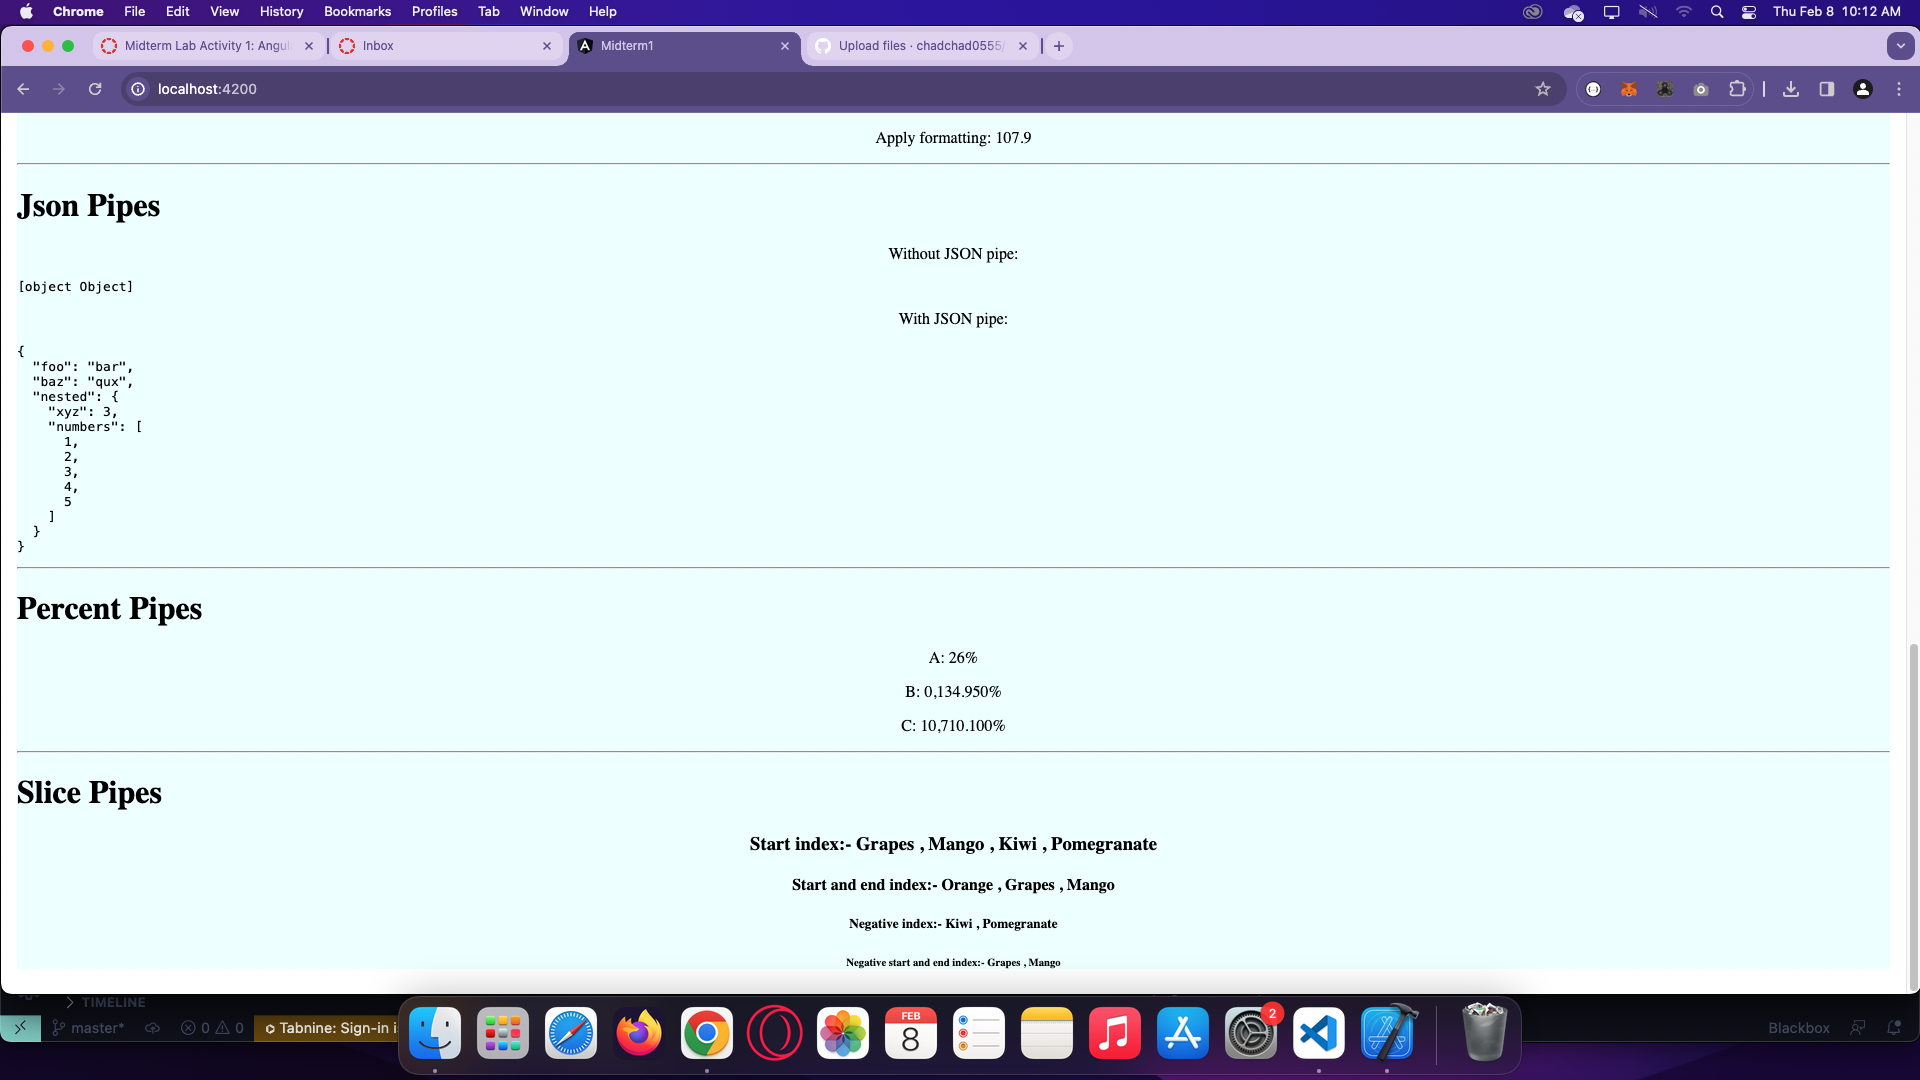 Chrome File Edit View History Bookmarks Profiles Tab Window Help Thu Feb 8 10:12 AM
Midterm Lab Activity 1: Angul Inbox Midterm1 Upload files · chadchad0555/
localhost:4200
Apply formatting: 107.9
Json Pipes
Without JSON pipe:
[object Object]
With JSON pipe:
{
  "foo": "bar",
  "baz": "qux",
  "nested": {
    "xyz": 3,
    "numbers": [
      1,
      2,
      3,
      4,
      5
    ]
  }
}
Percent Pipes
A: 26%
B: 0,134.950%
C: 10,710.100%
Slice Pipes
Start index:- Grapes , Mango , Kiwi , Pomegranate
Start and end index:- Orange , Grapes , Mango
Negative index:- Kiwi , Pomegranate
Negative start and end index:- Grapes , Mango
TIMELINE
master* 0 0 Tabnine: Sign-in i Blackbox
FEB
8
2